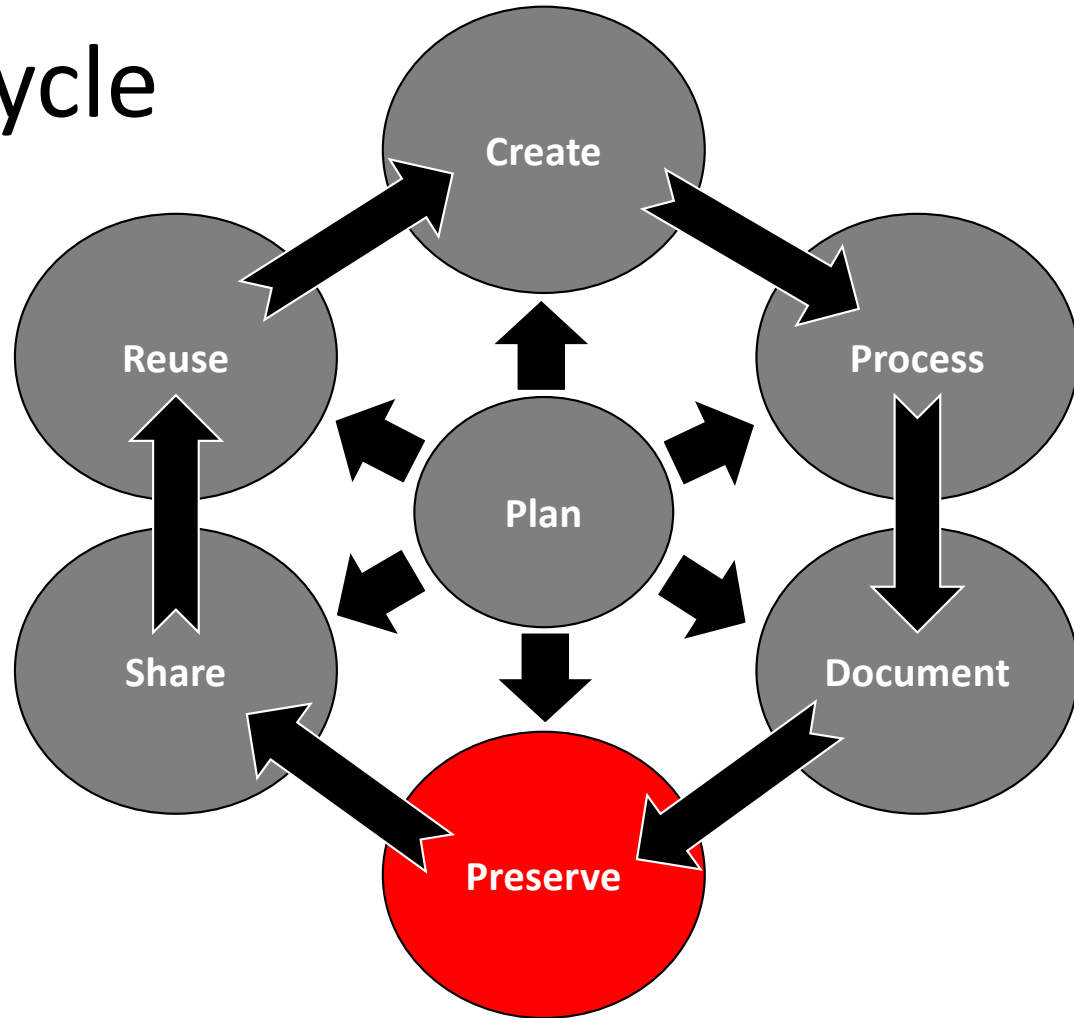 ycle
Create
Reuse
Process
Plan
Share
Document
Preserve